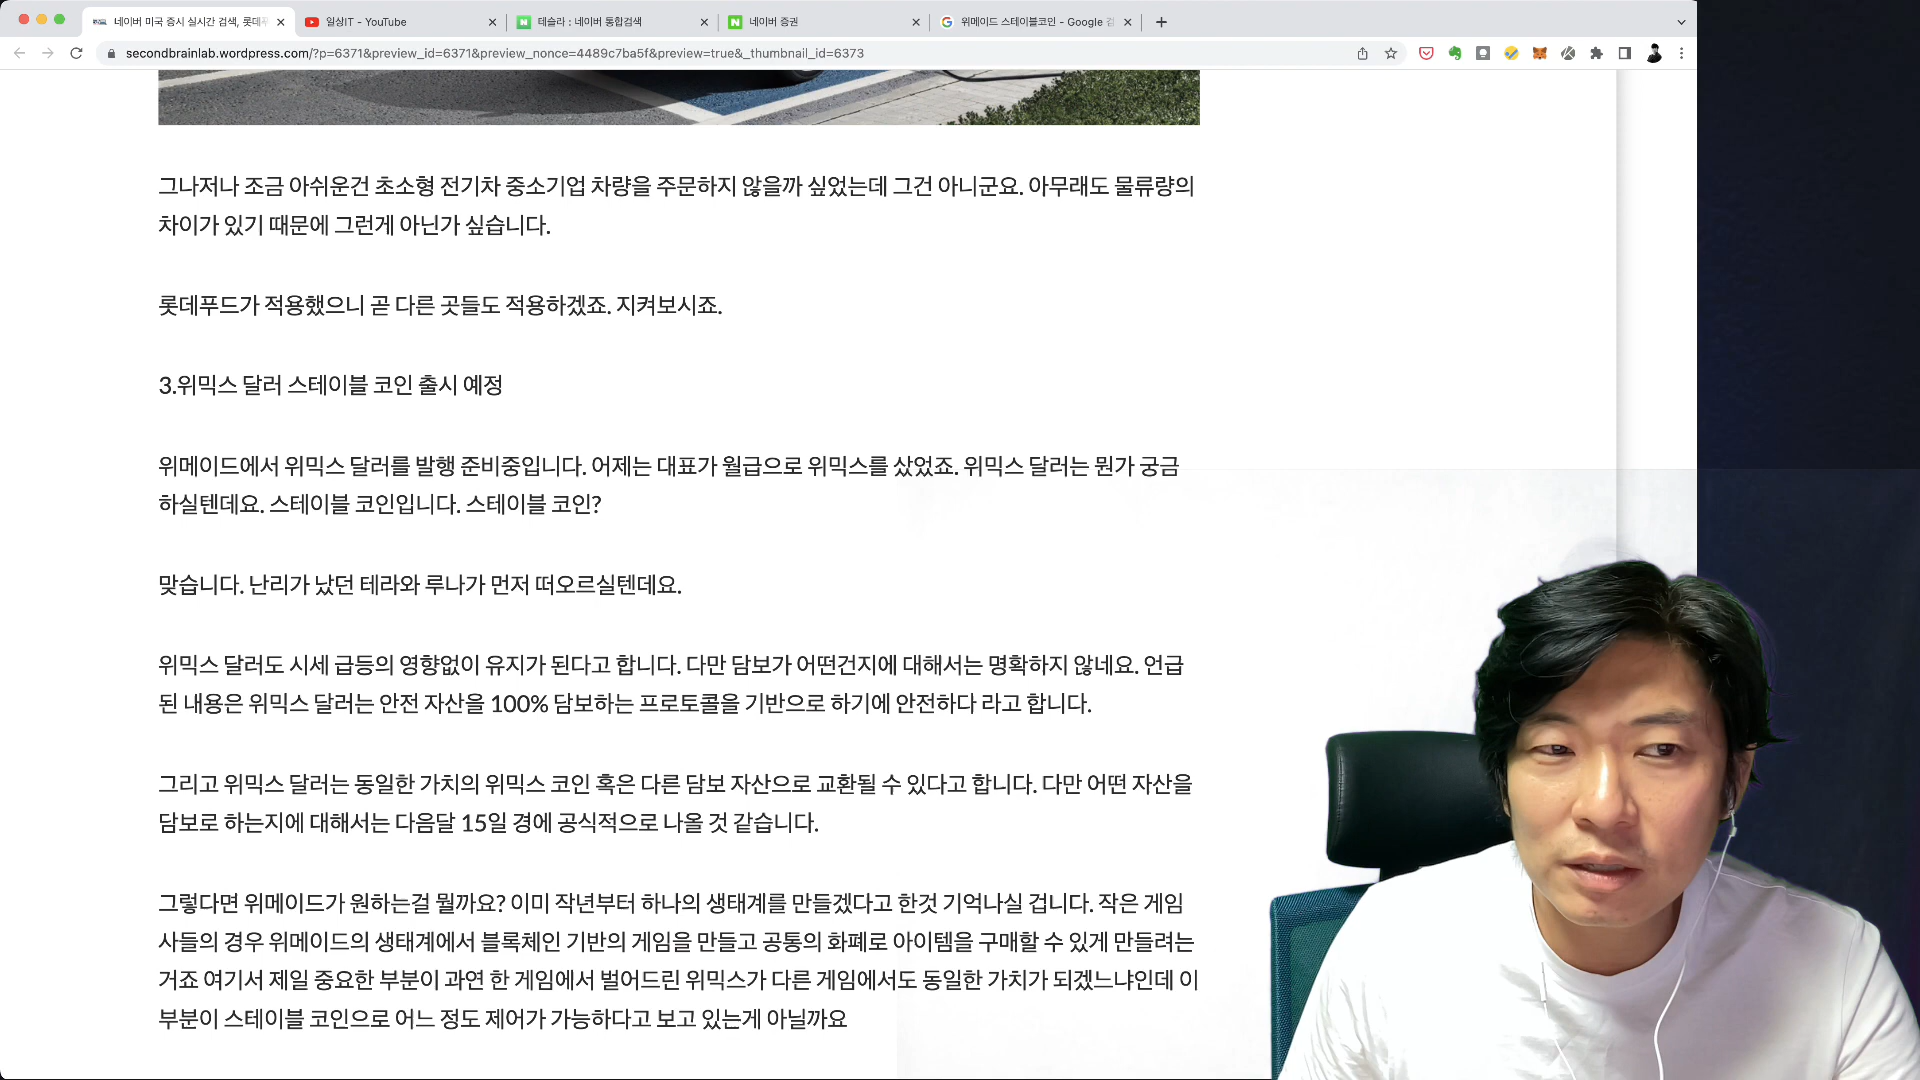 네이버 미국 증시 실시간 검색, 롯데푸
일상IT - YouTube
테슬라 : 네이버 통합검색
네이버 증권
위메이드 스테이블코인 - Google 검
secondbrainlab.wordpress.com/?p=6371&preview_id=6371&preview_nonce=4489c7ba5f&preview=true&_thumbnail_id=6373
그나저나 조금 아쉬운건 초소형 전기차 중소기업 차량을 주문하지 않을까 싶었는데 그건 아니군요. 아무래도 물류량의
차이가 있기 때문에 그런게 아닌가 싶습니다.
롯데푸드가 적용했으니 곧 다른 곳들도 적용하겠죠. 지켜보시죠.
3.위믹스 달러 스테이블 코인 출시 예정
위메이드에서 위믹스 달러를 발행 준비중입니다. 어제는 대표가 월급으로 위믹스를 샀었죠. 위믹스 달러는 뭔가 궁금
하실텐데요. 스테이블 코인입니다. 스테이블 코인?
맞습니다. 난리가 났던 테라와 루나가 먼저 떠오르실텐데요.
위믹스 달러도 시세 급등의 영향없이 유지가 된다고 합니다. 다만 담보가 어떤건지에 대해서는 명확하지 않네요. 언급
된 내용은 위믹스 달러는 안전 자산을 100% 담보하는 프로토콜을 기반으로 하기에 안전하다 라고 합니다.
그리고 위믹스 달러는 동일한 가치의 위믹스 코인 혹은 다른 담보 자산으로 교환될 수 있다고 합니다. 다만 어떤 자산을
담보로 하는지에 대해서는 다음달 15일 경에 공식적으로 나올 것 같습니다.
그렇다면 위메이드가 원하는걸 뭘까요? 이미 작년부터 하나의 생태계를 만들겠다고 한것 기억나실 겁니다. 작은 게임
사들의 경우 위메이드의 생태계에서 블록체인 기반의 게임을 만들고 공통의 화폐로 아이템을 구매할 수 있게 만들려는
거죠 여기서 제일 중요한 부분이 과연 한 게임에서 벌어드린 위믹스가 다른 게임에서도 동일한 가치가 되겠느냐인데 이
부분이 스테이블 코인으로 어느 정도 제어가 가능하다고 보고 있는게 아닐까요